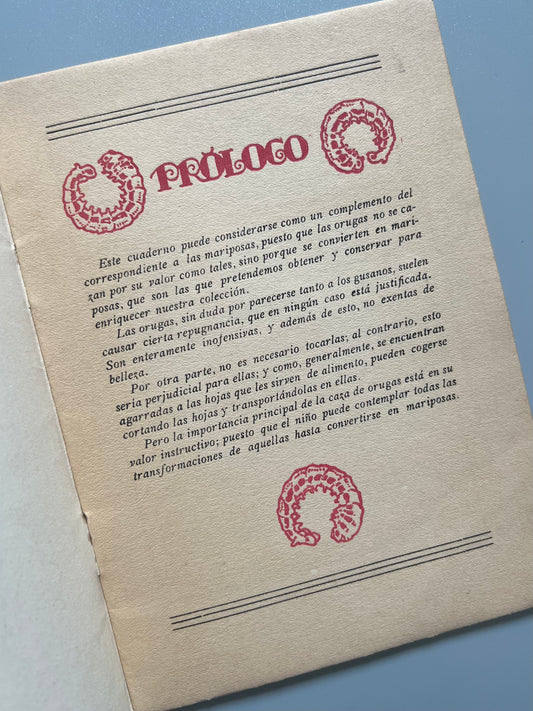 PRÓLOGO
Este cuaderno puede considerarse como un complemento del
correspondiente a las mariposas, puesto que las orugas no se ca-
zan por su valor como tales, sino porque se convierten en mari-
posas, que son las que pretendemos obtener y conservar para
enriquecer nuestra colección.
Las orugas, sin duda por parecerse tanto a los gusanos, suelen
causar cierta repugnancia, que en ningún caso está justificada.
Son enteramente inofensivas, y además de esto, no exentas de
belleza.
Por otra parte, no es necesario tocarlas; al contrario, esto
sería perjudicial para ellas; y como, generalmente, se encuentran
agarradas a las hojas que les sirven de alimento, pueden cogerse
cortando las hojas y transportándolas en ellas.
Pero la importancia principal de la caza de orugas está en su
valor instructivo; puesto que el niño puede contemplar todas las
transformaciones de aquellas hasta convertirse en mariposas.